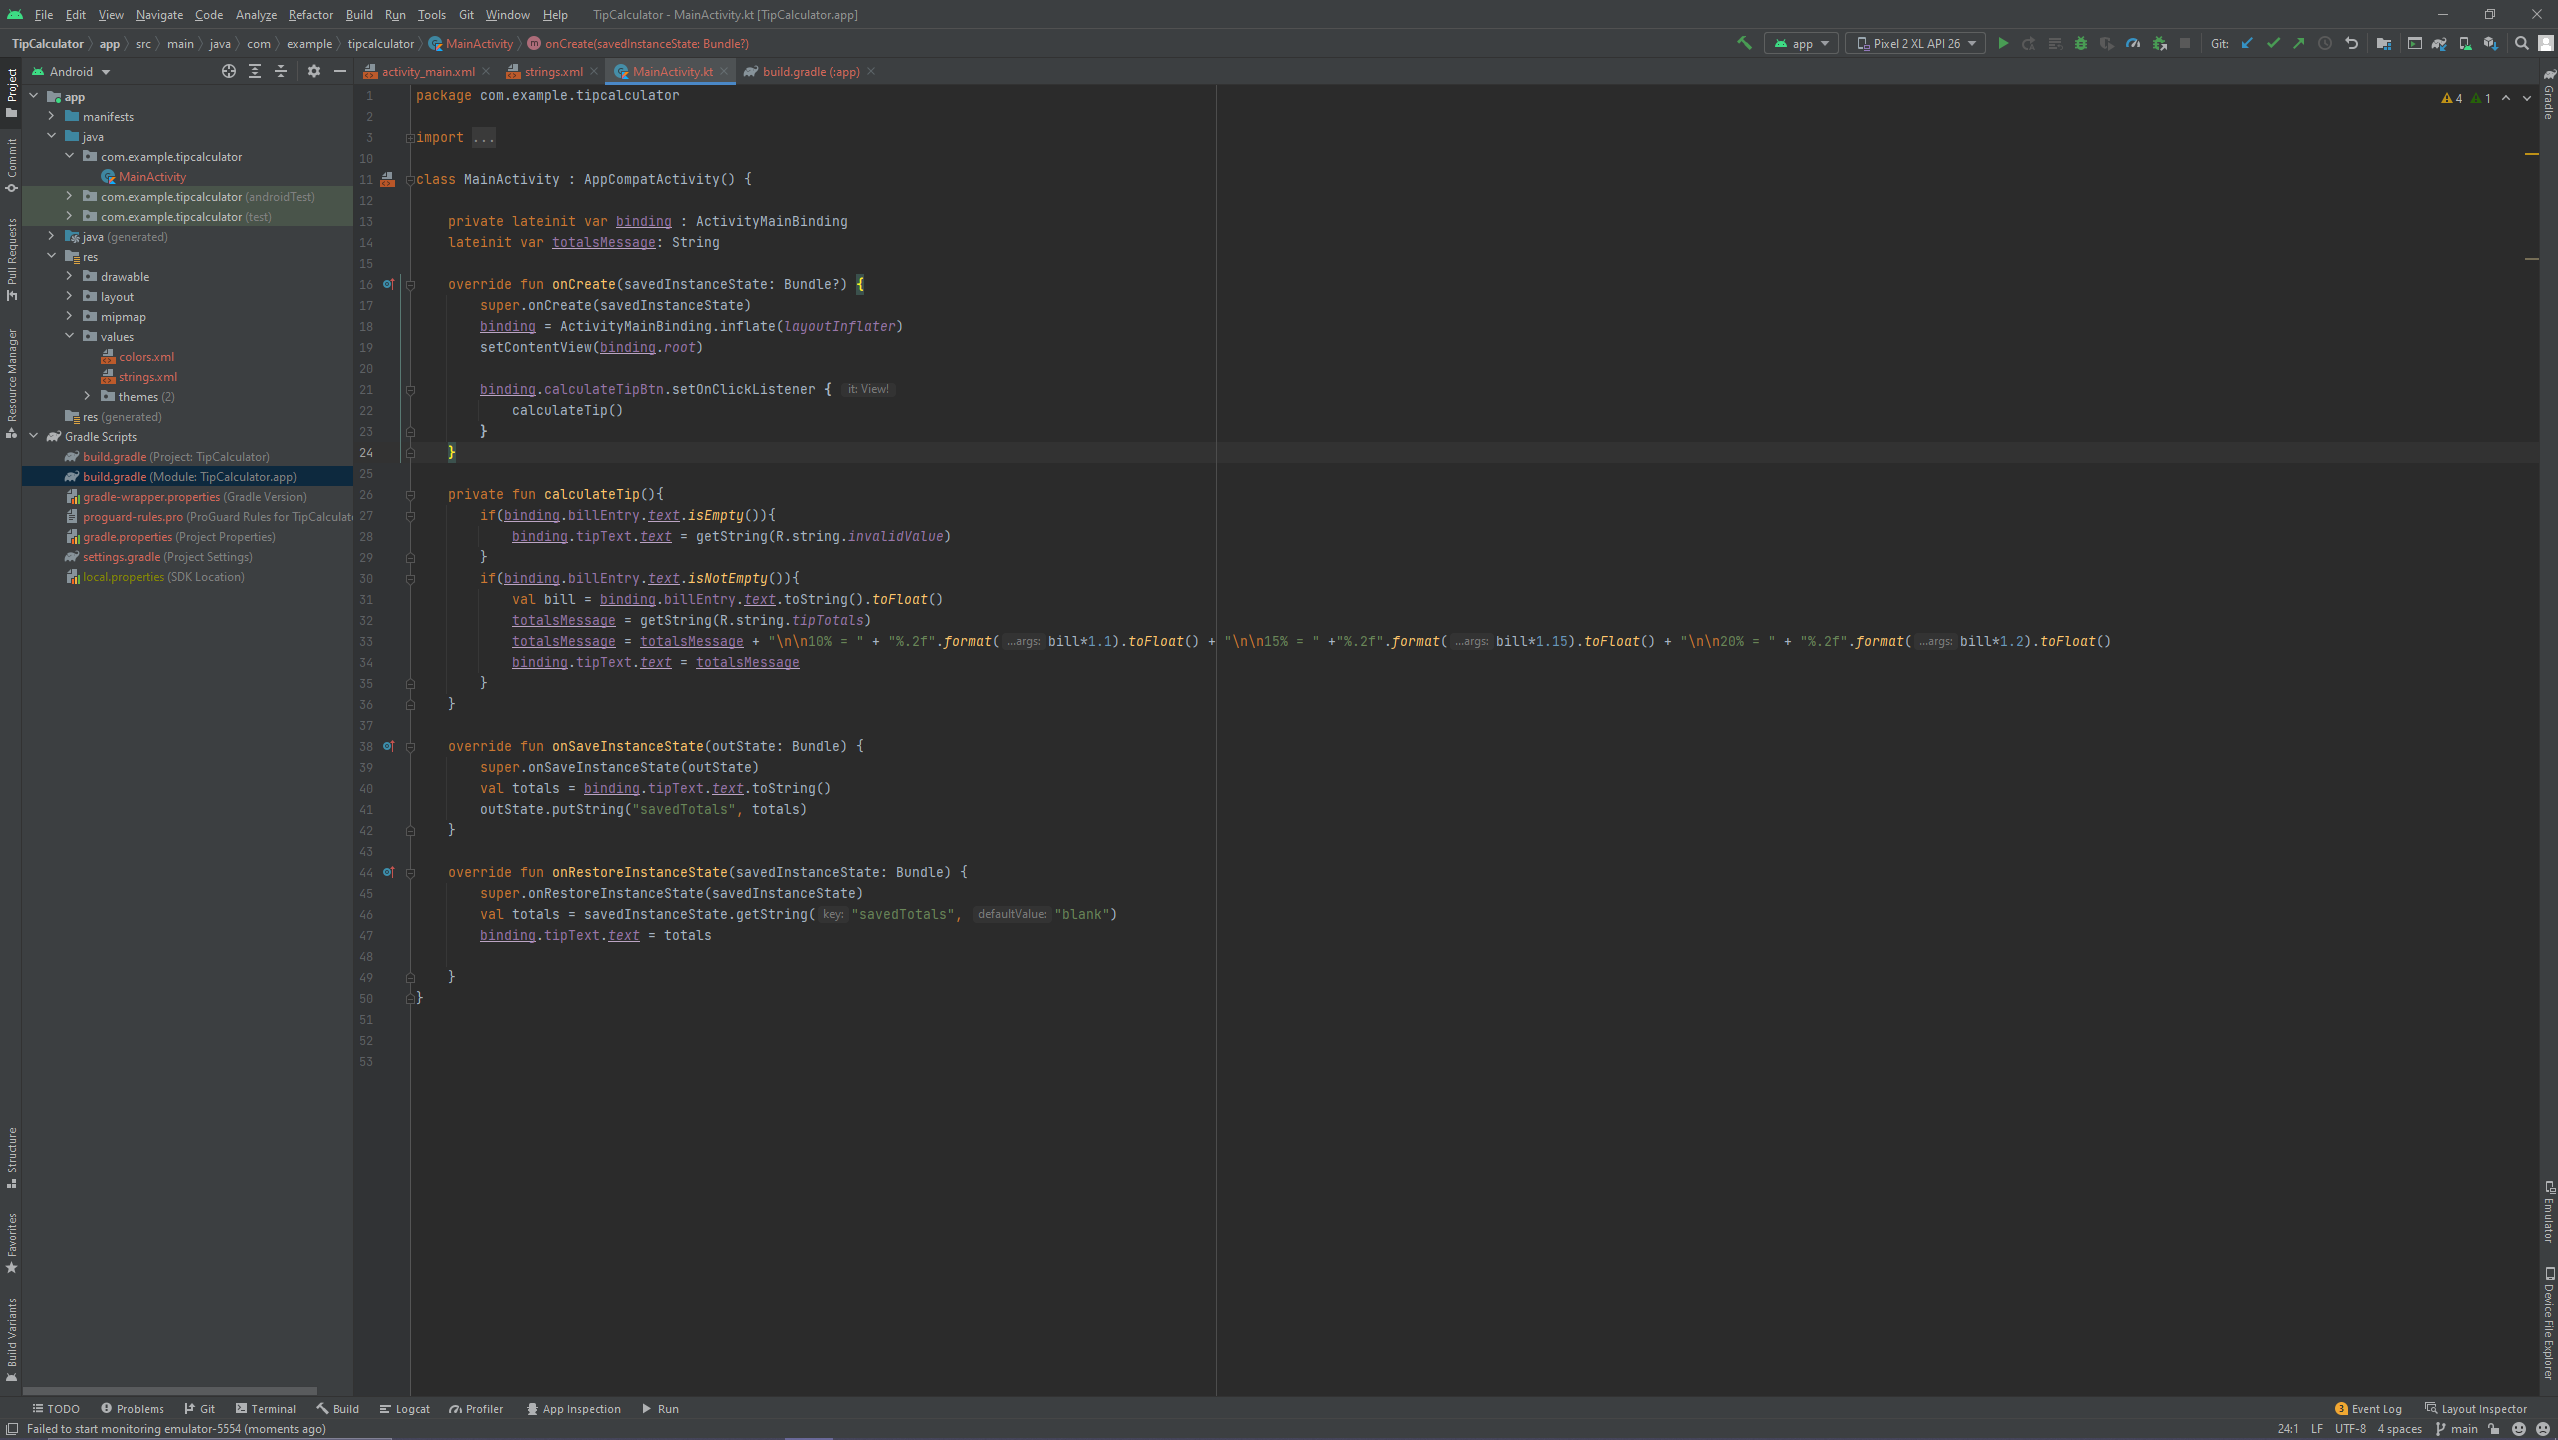 File Edit View Navigate Code Analyze Refactor Build Run Tools Git Window Help TipCalculator - MainActivity.kt [TipCalculator.app]
TipCalculator app src main java com example tipcalculator MainActivity onCreate(savedInstanceState: Bundle?) app Pixel 2 XL API 26 Git:
Android
activity_main.xml strings.xml MainActivity.kt build.gradle (:app)
Project
Commit
Pull Requests
Resource Manager
Structure
Favorites
Build Variants
app
manifests
java
com.example.tipcalculator
MainActivity
com.example.tipcalculator (androidTest)
com.example.tipcalculator (test)
java (generated)
res
drawable
layout
mipmap
values
colors.xml
strings.xml
themes (2)
res (generated)
Gradle Scripts
build.gradle (Project: TipCalculator)
build.gradle (Module: TipCalculator.app)
gradle-wrapper.properties (Gradle Version)
proguard-rules.pro (ProGuard Rules for TipCalculat
gradle.properties (Project Properties)
settings.gradle (Project Settings)
local.properties (SDK Location)
4 1
1 package com.example.tipcalculator
2
3 import ...
10
11 class MainActivity : AppCompatActivity() {
12
13 private lateinit var binding : ActivityMainBinding
14 lateinit var totalsMessage: String
15
16 override fun onCreate(savedInstanceState: Bundle?) {
17 super.onCreate(savedInstanceState)
18 binding = ActivityMainBinding.inflate(layoutInflater)
19 setContentView(binding.root)
20
21 binding.calculateTipBtn.setOnClickListener { it: View!
22 calculateTip()
23 }
24 }
25
26 private fun calculateTip(){
27 if(binding.billEntry.text.isEmpty()){
28 binding.tipText.text = getString(R.string.invalidValue)
29 }
30 if(binding.billEntry.text.isNotEmpty()){
31 val bill = binding.billEntry.text.toString().toFloat()
32 totalsMessage = getString(R.string.tipTotals)
33 totalsMessage = totalsMessage + "\n\n10% = " + "%.2f".format( ...args: bill*1.1).toFloat() + "\n\n15% = " +"%.2f".format( ...args: bill*1.15).toFloat() + "\n\n20% = " + "%.2f".format( ...args: bill*1.2).toFloat()
34 binding.tipText.text = totalsMessage
35 }
36 }
37
38 override fun onSaveInstanceState(outState: Bundle) {
39 super.onSaveInstanceState(outState)
40 val totals = binding.tipText.text.toString()
41 outState.putString("savedTotals", totals)
42 }
43
44 override fun onRestoreInstanceState(savedInstanceState: Bundle) {
45 super.onRestoreInstanceState(savedInstanceState)
46 val totals = savedInstanceState.getString( key: "savedTotals", defaultValue: "blank")
47 binding.tipText.text = totals
48
49 }
50 }
51
52
53
Gradle
Emulator
Device File Explorer
TODO Problems Git Terminal Build Logcat Profiler App Inspection Run 3 Event Log Layout Inspector
Failed to start monitoring emulator-5554 (moments ago) 24:1 LF UTF-8 4 spaces main